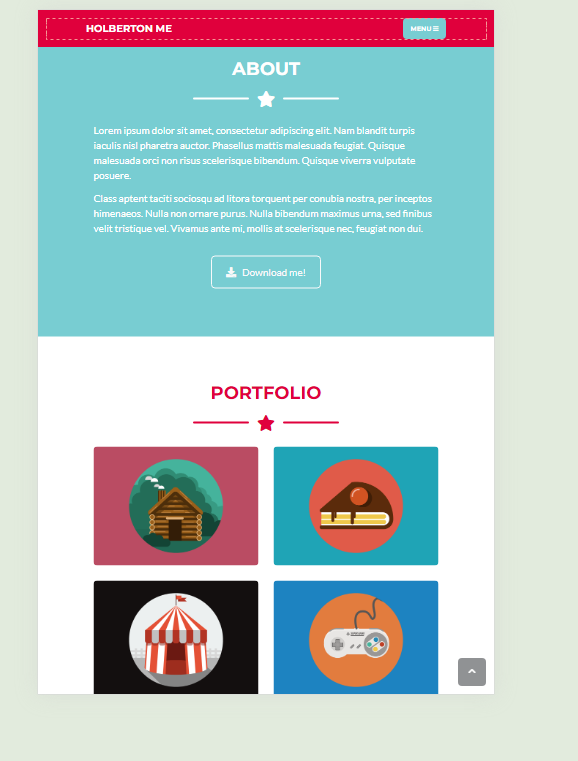 HOLBERTON ME
MENU
ABOUT
Lorem ipsum dolor sit amet, consectetur adipiscing elit. Nam blandit turpis
iaculis nisl pharetra auctor. Phasellus mattis malesuada feugiat. Quisque
malesuada orci non risus scelerisque bibendum. Quisque viverra vulputate
posuere.
Class aptent taciti sociosqu ad litora torquent per conubia nostra, per inceptos
himenaeos. Nulla non ornare purus. Nulla bibendum maximus urna, sed finibus
velit tristique vel. Vivamus ante mi, mollis at scelerisque nec, feugiat non dui.
Download me!
PORTFOLIO